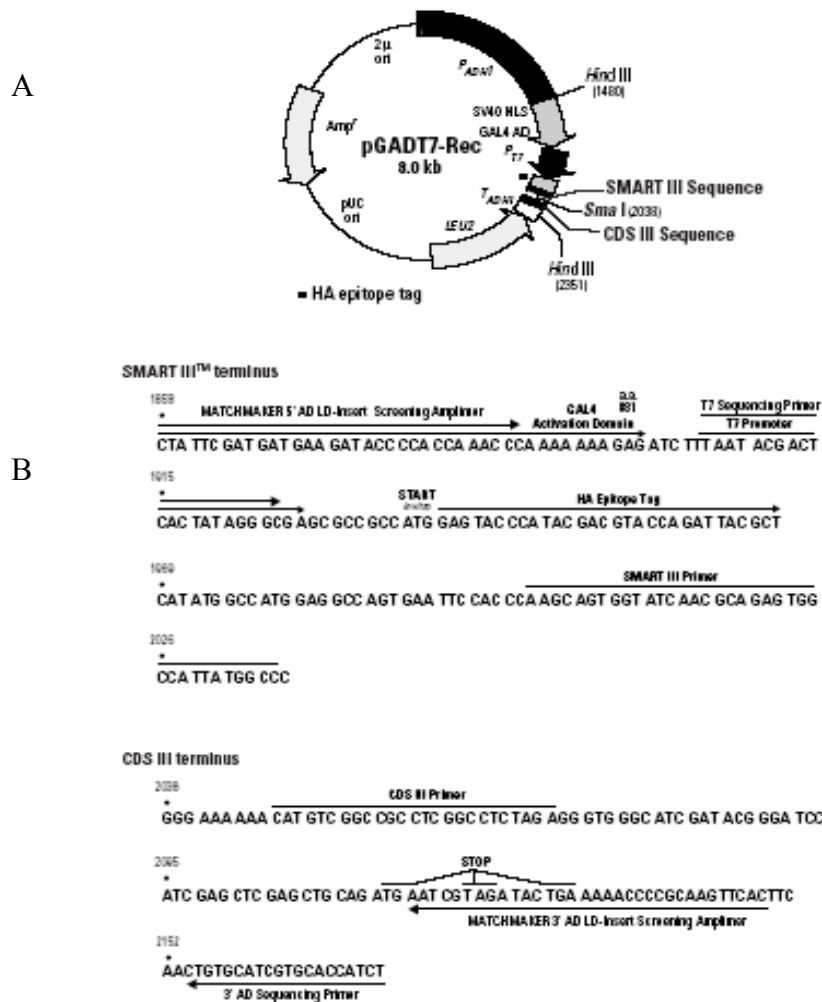 A
2μ
ori
P ADH1
Hind III
(1480)
SV40 NLS
GAL4 AD
Amp r
pGADT7-Rec
8.0 kb
P T7
SMART III Sequence
T ADH1
Sma I (2038)
pUC
ori
CDS III Sequence
LEU2
Hind III
(2351)
HA epitope tag
B
SMART III™ terminus
MATCHMAKER 5' AD LD-Insert Screening Amplimer
GAL4
Activation Domain
a.a.
881
T7 Sequencing Primer
T7 Promoter
CTA TTC GAT GAT GAA GAT ACC CCA CCA AAC CCA AAA AAA GAG ATC TTT AAT ACG ACT
1915
START
HA Epitope Tag
CAC TAT AGG GCG AGC GCC GCC ATG GAG TAC CCA TAC GAC GTA CCA GAT TAC GCT
1969
SMART III Primer
CAT ATG GCC ATG GAG GCC AGT GAA TTC CAC CCA AGC AGT GGT ATC AAC GCA GAG TGG
2026
CCA TTA TGG CCC
CDS III terminus
2038
CDS III Primer
GGG AAA AAA CAT GTC GGC CGC CTC GGC CTC TAG AGG GTG GGC ATC GAT ACG GGA TCC
2095
STOP
ATC GAG CTC GAG CTG CAG ATG AAT CGT AGA TAC TGA AAAACCCCGCAAGTTCACTTC
MATCHMAKER 3' AD LD-Insert Screening Amplimer
2152
AACTGTGCATCGTGCACCATCT
3' AD Sequencing Primer